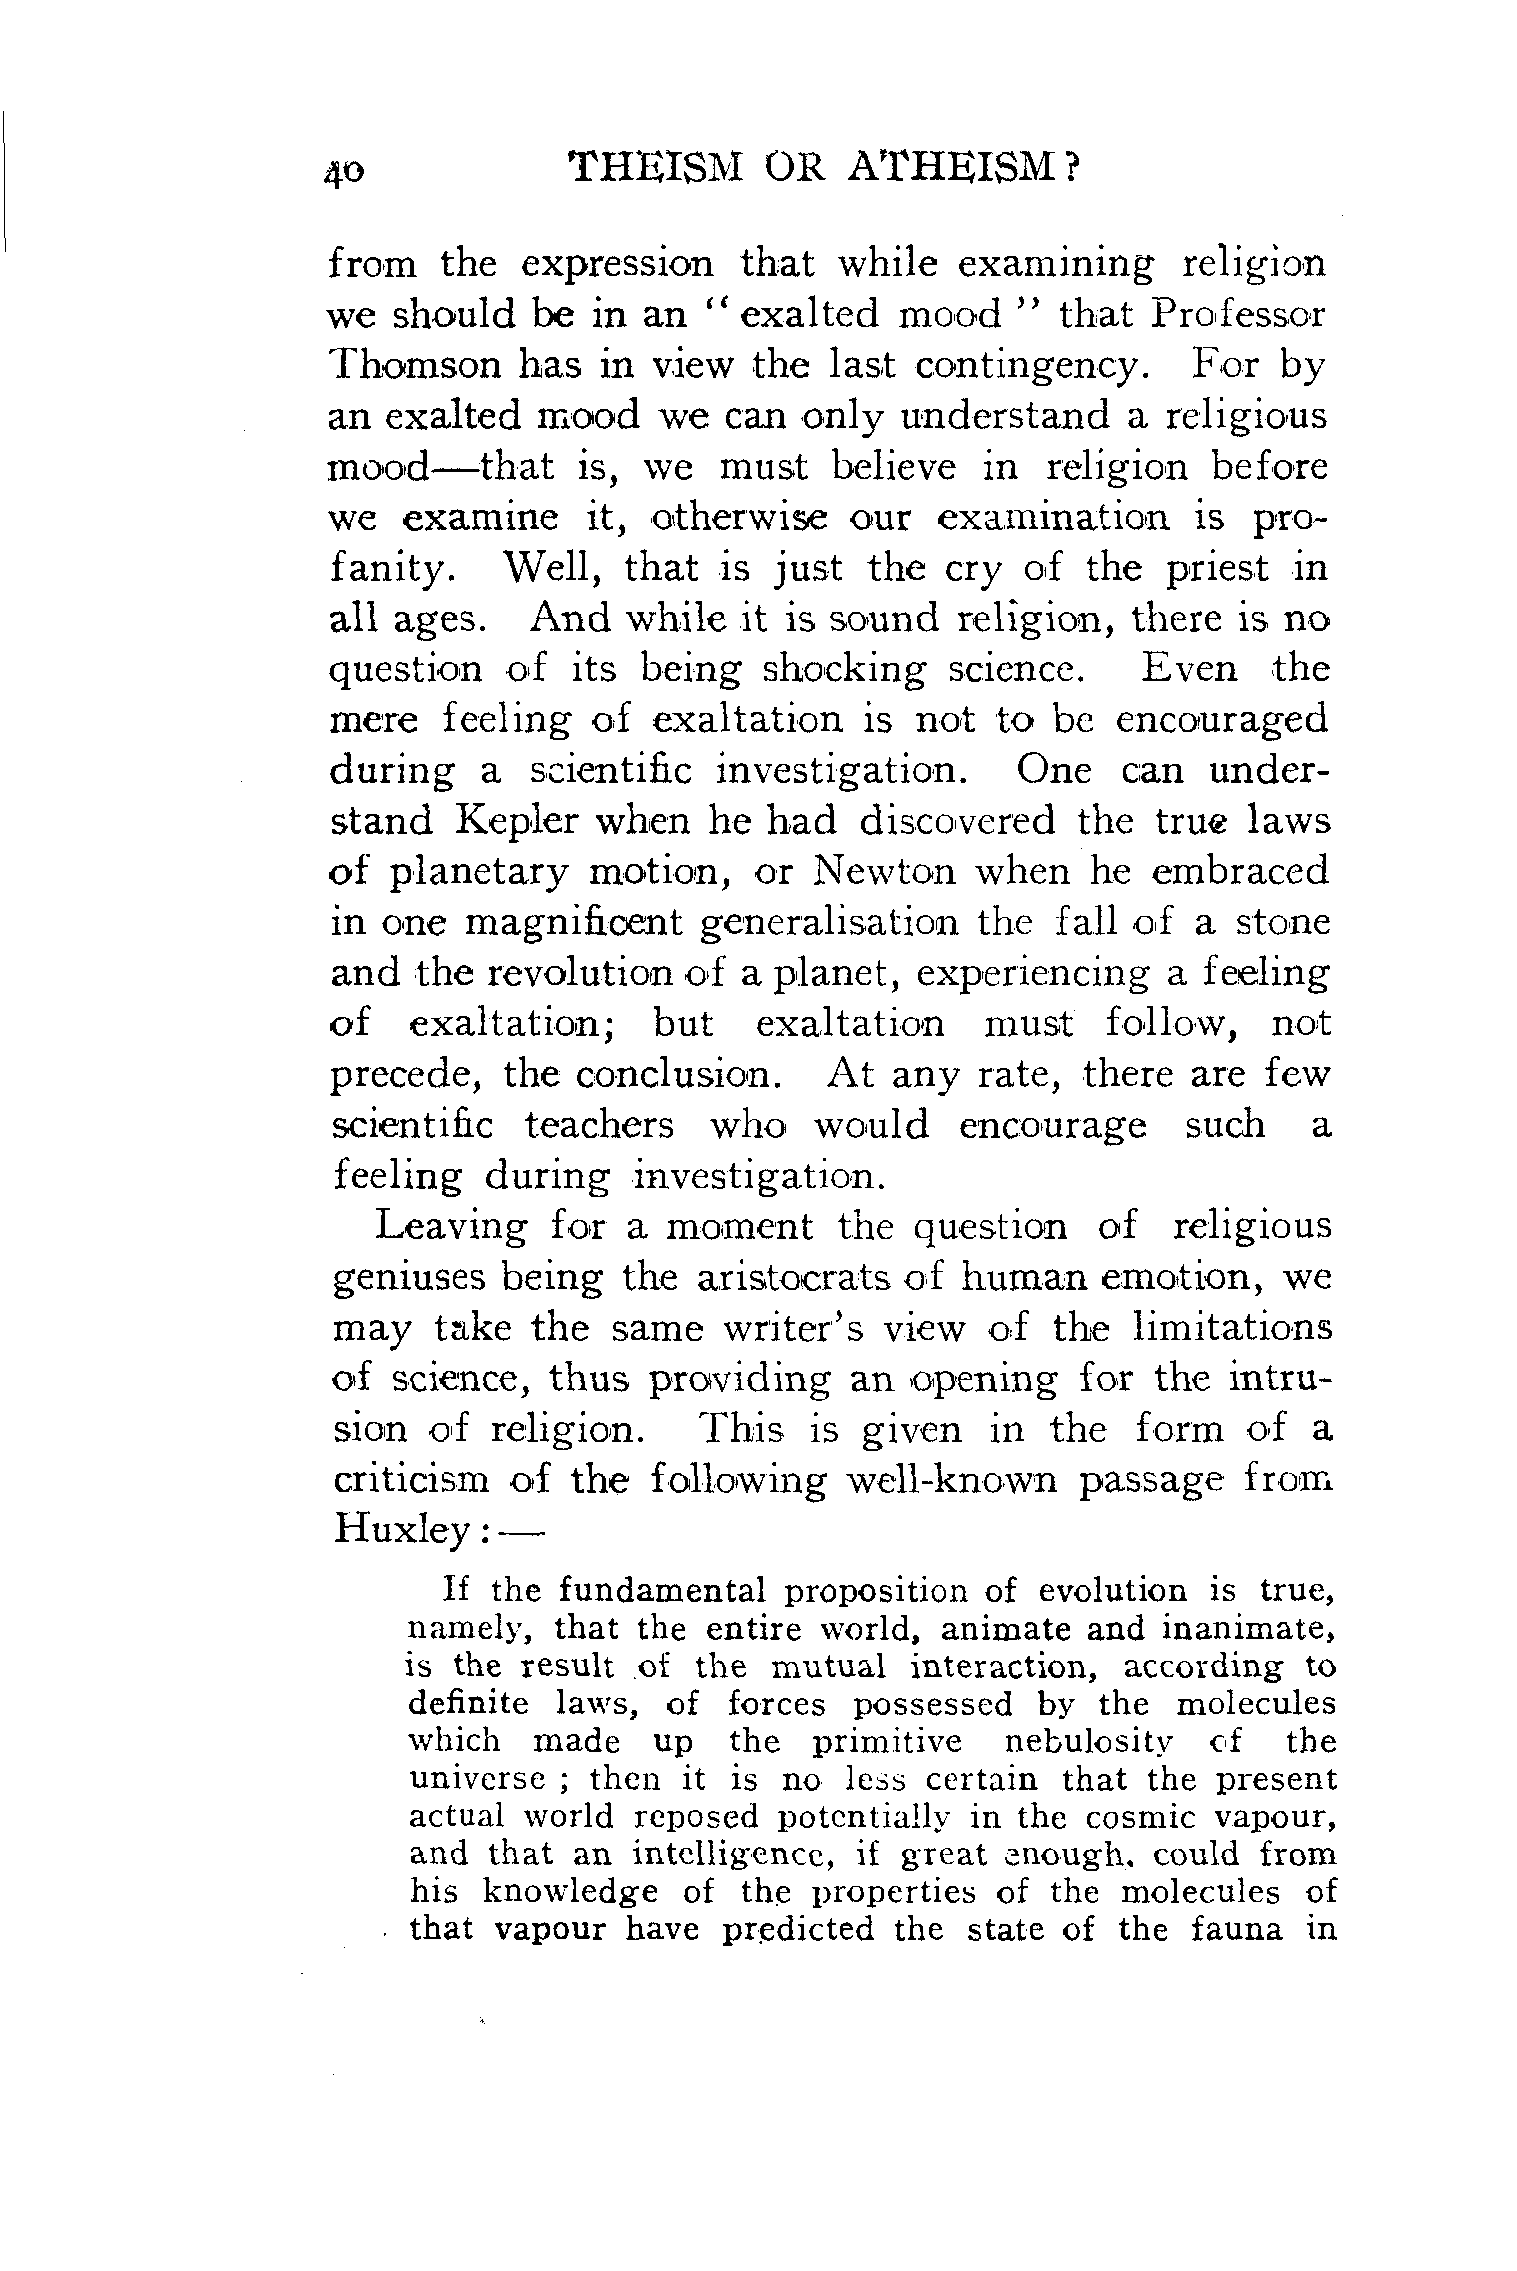 40 THEISM OR ATHEISM?
from the expression that while examining religion
we should be in an “ exalted mood ” that Professor
Thomson has in view the last contingency. For by
an exalted mood we can only understand a religious
mood—that is, we must believe in religion before
we examine it, otherwise our examination is pro-
fanity. Well, that is just the cry of the priest in
all ages. And while it is sound religion, there is no
question of its being shocking science. Even the
mere feeling of exaltation is not to be encouraged
during a scientific investigation. One can under-
stand Kepler when he had discovered the true laws
of planetary motion, or Newton when he embraced
in one magnificent generalisation the fall of a stone
and the revolution of a planet, experiencing a feeling
of exaltation; but exaltation must follow, not
precede, the conclusion. At any rate, there are few
scientific teachers who would encourage such a
feeling during investigation.
Leaving for a moment the question of religious
geniuses being the aristocrats of human emotion, we
may take the same writer’s view of the limitations
of science, thus providing an opening for the intru-
sion of religion. This is given in the form of a
criticism of the following well-known passage from
Huxley :—
If the fundamental proposition of evolution is true,
namely, that the entire world, animate and inanimate,
is the result of the mutual interaction, according to
definite laws, of forces possessed by the molecules
which made up the primitive nebulosity of the
universe ; then it is no less certain that the present
actual world reposed potentially in the cosmic vapour,
and that an intelligence, if great enough, could from
his knowledge of the properties of the molecules of
that vapour have predicted the state of the fauna in